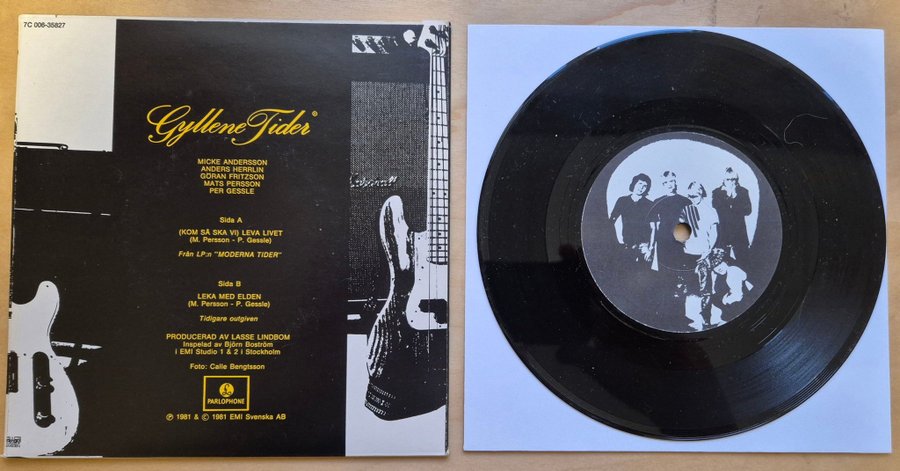 7C 006-35827
Gyllene Tider®
MICKE ANDERSSON
ANDERS HERRLIN
GÖRAN FRITZSON
MATS PERSSON
PER GESSLE
Sida A
(KOM SÅ SKA VI) LEVA LIVET
(M. Persson - P. Gessle)
Från LP:n "MODERNA TIDER"
Sida B
LEKA MED ELDEN
(M. Persson - P. Gessle)
Tidigare outgiven
PRODUCERAD AV LASSE LINDBOM
Inspelad av Björn Boström
i EMI Studio 1 & 2 i Stockholm
Foto: Calle Bengtsson
PARLOPHONE
℗ 1981 & © 1981 EMI Svenska AB